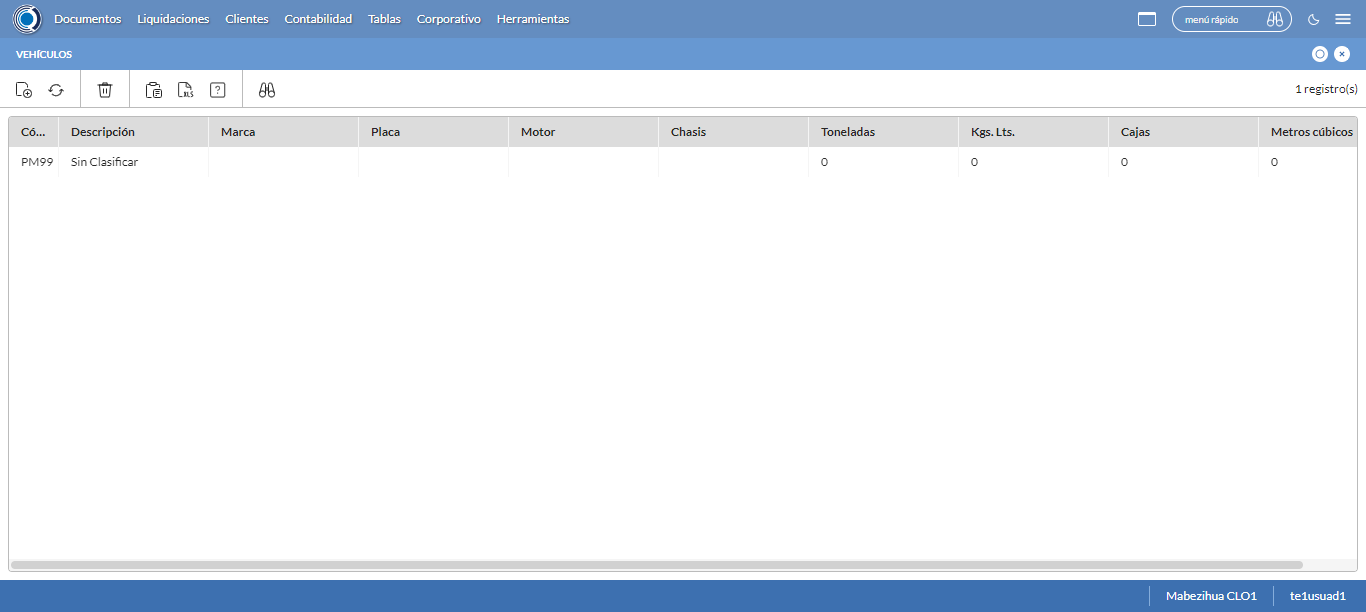 Documentos Liquidaciones Clientes Contabilidad Tablas Corporativo Herramientas menú rápido
VEHÍCULOS
XLS ? 1 registro(s)
Có... Descripción Marca Placa Motor Chasis Toneladas Kgs. Lts. Cajas Metros cúbicos
PM99 Sin Clasificar 0 0 0 0
Mabezihua CLO1 te1usuad1